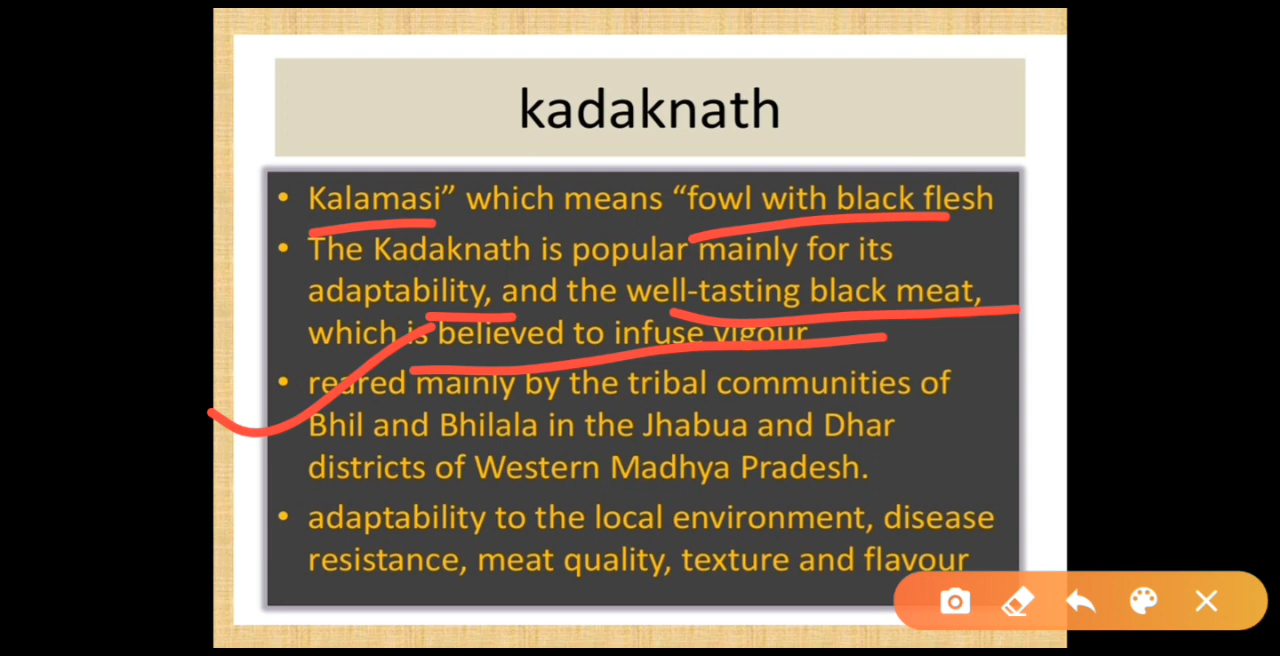 kadaknath
• Kalamasi” which means “fowl with black flesh
• The Kadaknath is popular mainly for its
adaptability, and the well-tasting black meat,
which is believed to infuse vigour
• reared mainly by the tribal communities of
Bhil and Bhilala in the Jhabua and Dhar
districts of Western Madhya Pradesh.
• adaptability to the local environment, disease
resistance, meat quality, texture and flavour